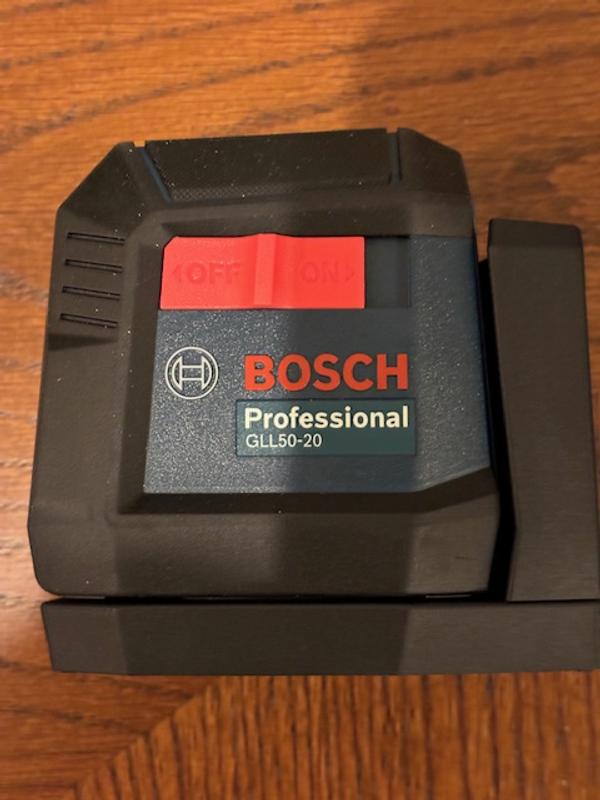 OFF ON
BOSCH
Professional
GLL50-20